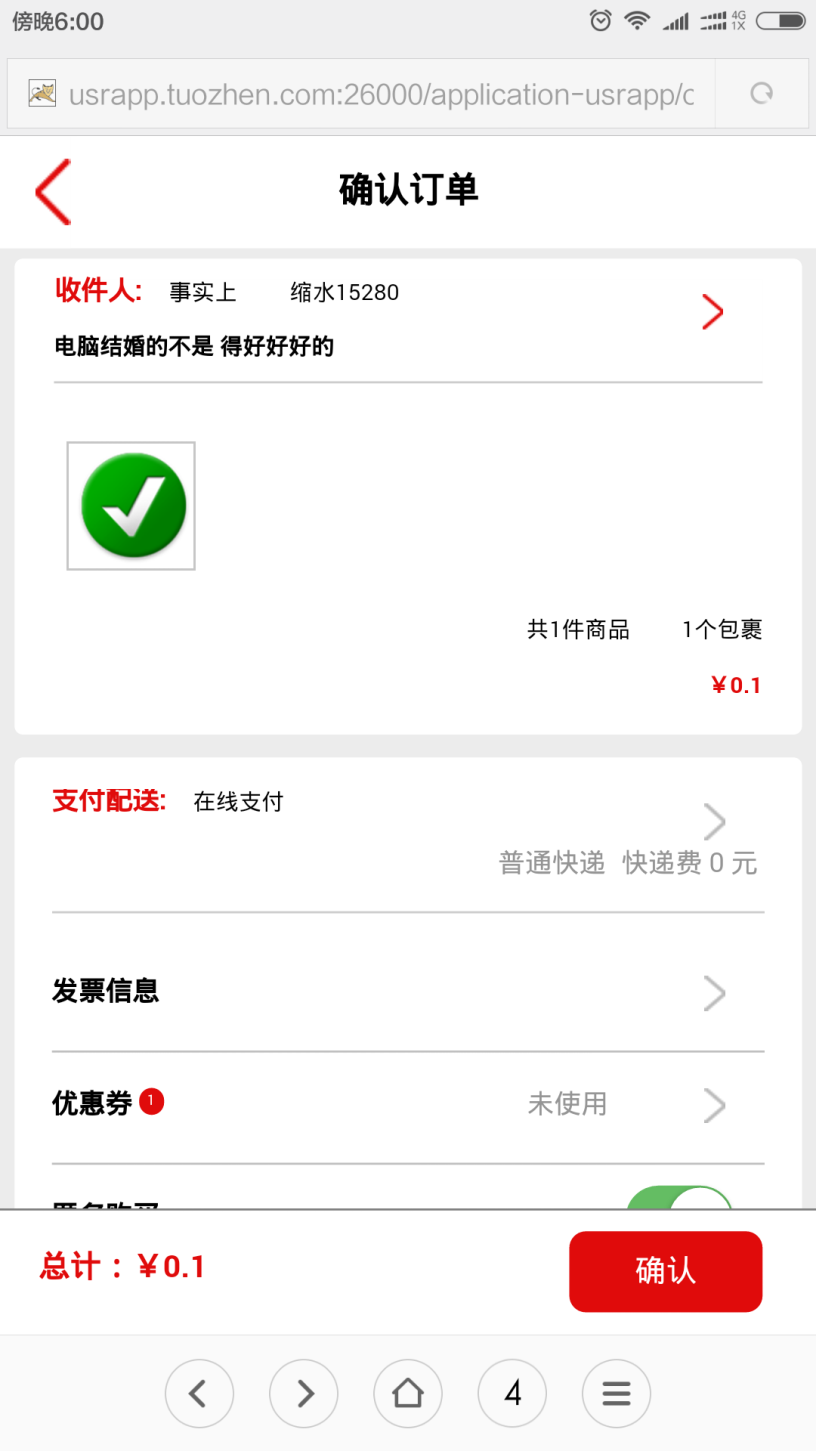 傍晚6:00
4G
1X
usrapp.tuozhen.com:26000/application-usrapp/c
确认订单
收件人: 事实上 缩水15280
电脑结婚的不是 得好好好的
共1件商品 1个包裹
¥0.1
支付配送: 在线支付
普通快递 快递费 0 元
发票信息
优惠券 1 未使用
匿名购买
总计：¥0.1 确认
4